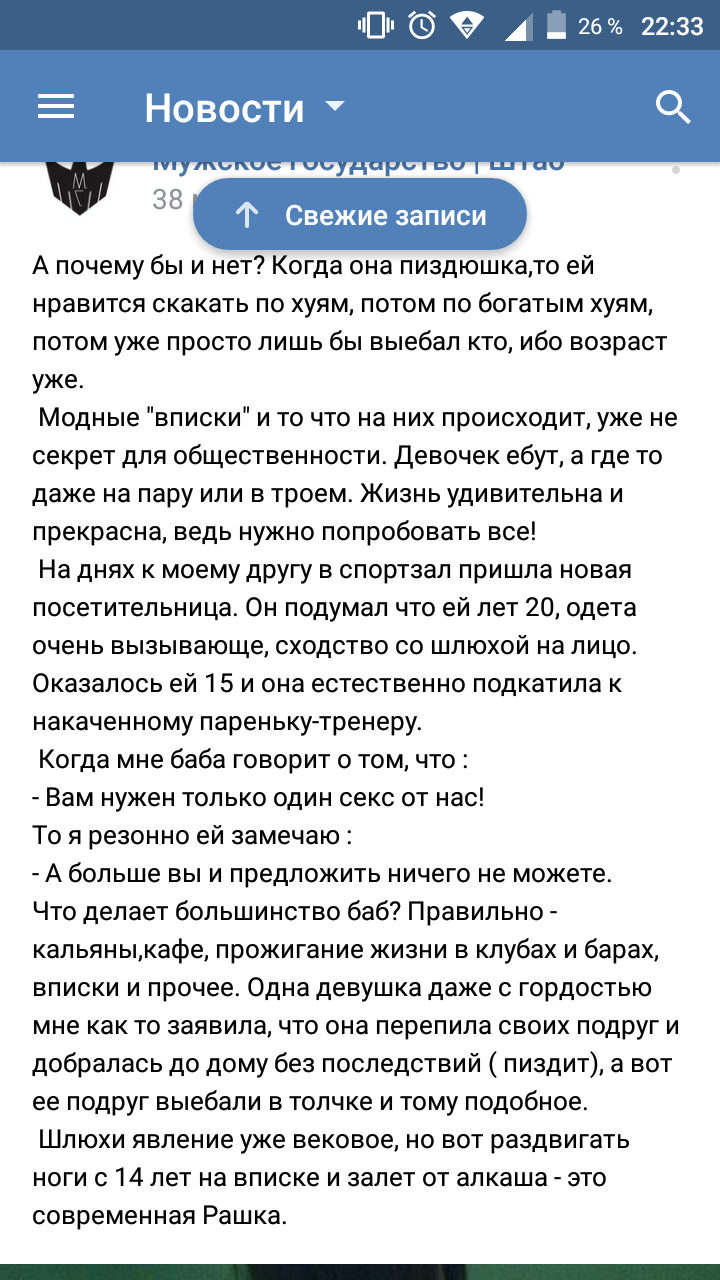 26 % 22:33
Новости
Мужское государство | Штаб
38
Свежие записи
А почему бы и нет? Когда она пиздюшка,то ей
нравится скакать по хуям, потом по богатым хуям,
потом уже просто лишь бы выебал кто, ибо возраст
уже.
Модные "вписки" и то что на них происходит, уже не
секрет для общественности. Девочек ебут, а где то
даже на пару или в троем. Жизнь удивительна и
прекрасна, ведь нужно попробовать все!
На днях к моему другу в спортзал пришла новая
посетительница. Он подумал что ей лет 20, одета
очень вызывающе, сходство со шлюхой на лицо.
Оказалось ей 15 и она естественно подкатила к
накаченному пареньку-тренеру.
Когда мне баба говорит о том, что :
- Вам нужен только один секс от нас!
То я резонно ей замечаю :
- А больше вы и предложить ничего не можете.
Что делает большинство баб? Правильно -
кальяны,кафе, прожигание жизни в клубах и барах,
вписки и прочее. Одна девушка даже с гордостью
мне как то заявила, что она перепила своих подруг и
добралась до дому без последствий ( пиздит), а вот
ее подруг выебали в толчке и тому подобное.
Шлюхи явление уже вековое, но вот раздвигать
ноги с 14 лет на вписке и залет от алкаша - это
современная Рашка.